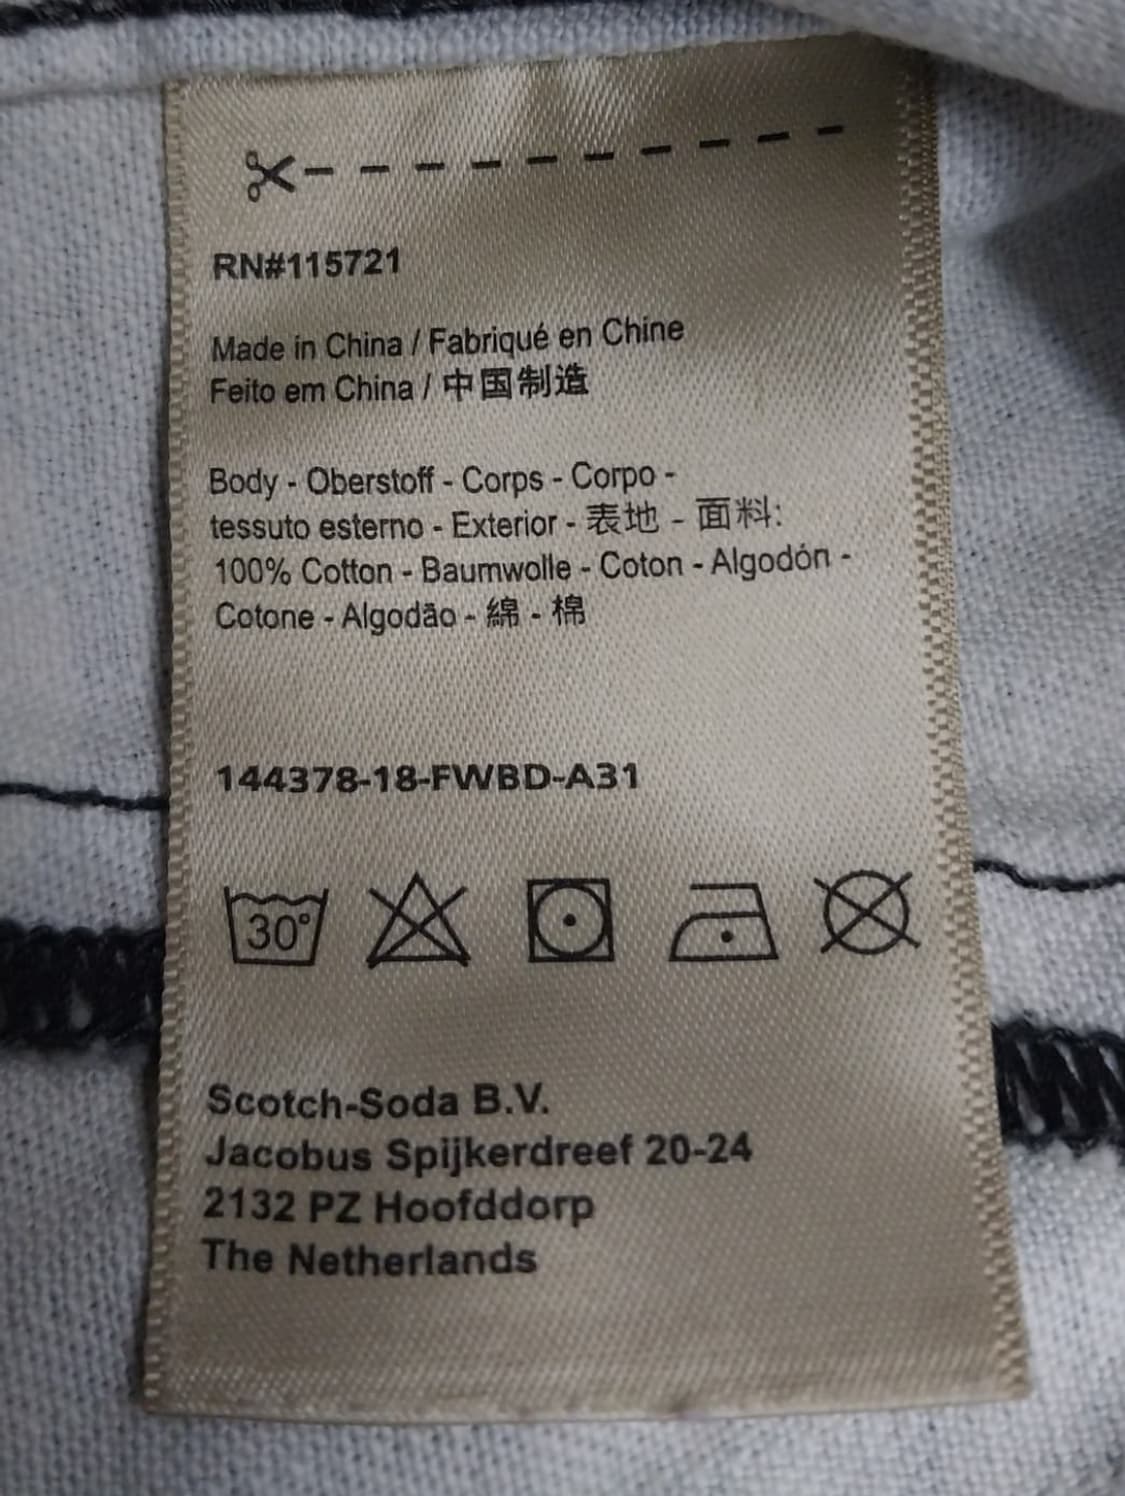 RN#115721
Made in China / Fabriqué en Chine
Feito em China / 中国制造
Body - Oberstoff - Corps - Corpo -
tessuto esterno - Exterior - 表地 - 面料:
100% Cotton - Baumwolle - Coton - Algodón -
Cotone - Algodão - 綿 - 棉
144378-18-FWBD-A31
30°
Scotch-Soda B.V.
Jacobus Spijkerdreef 20-24
2132 PZ Hoofddorp
The Netherlands